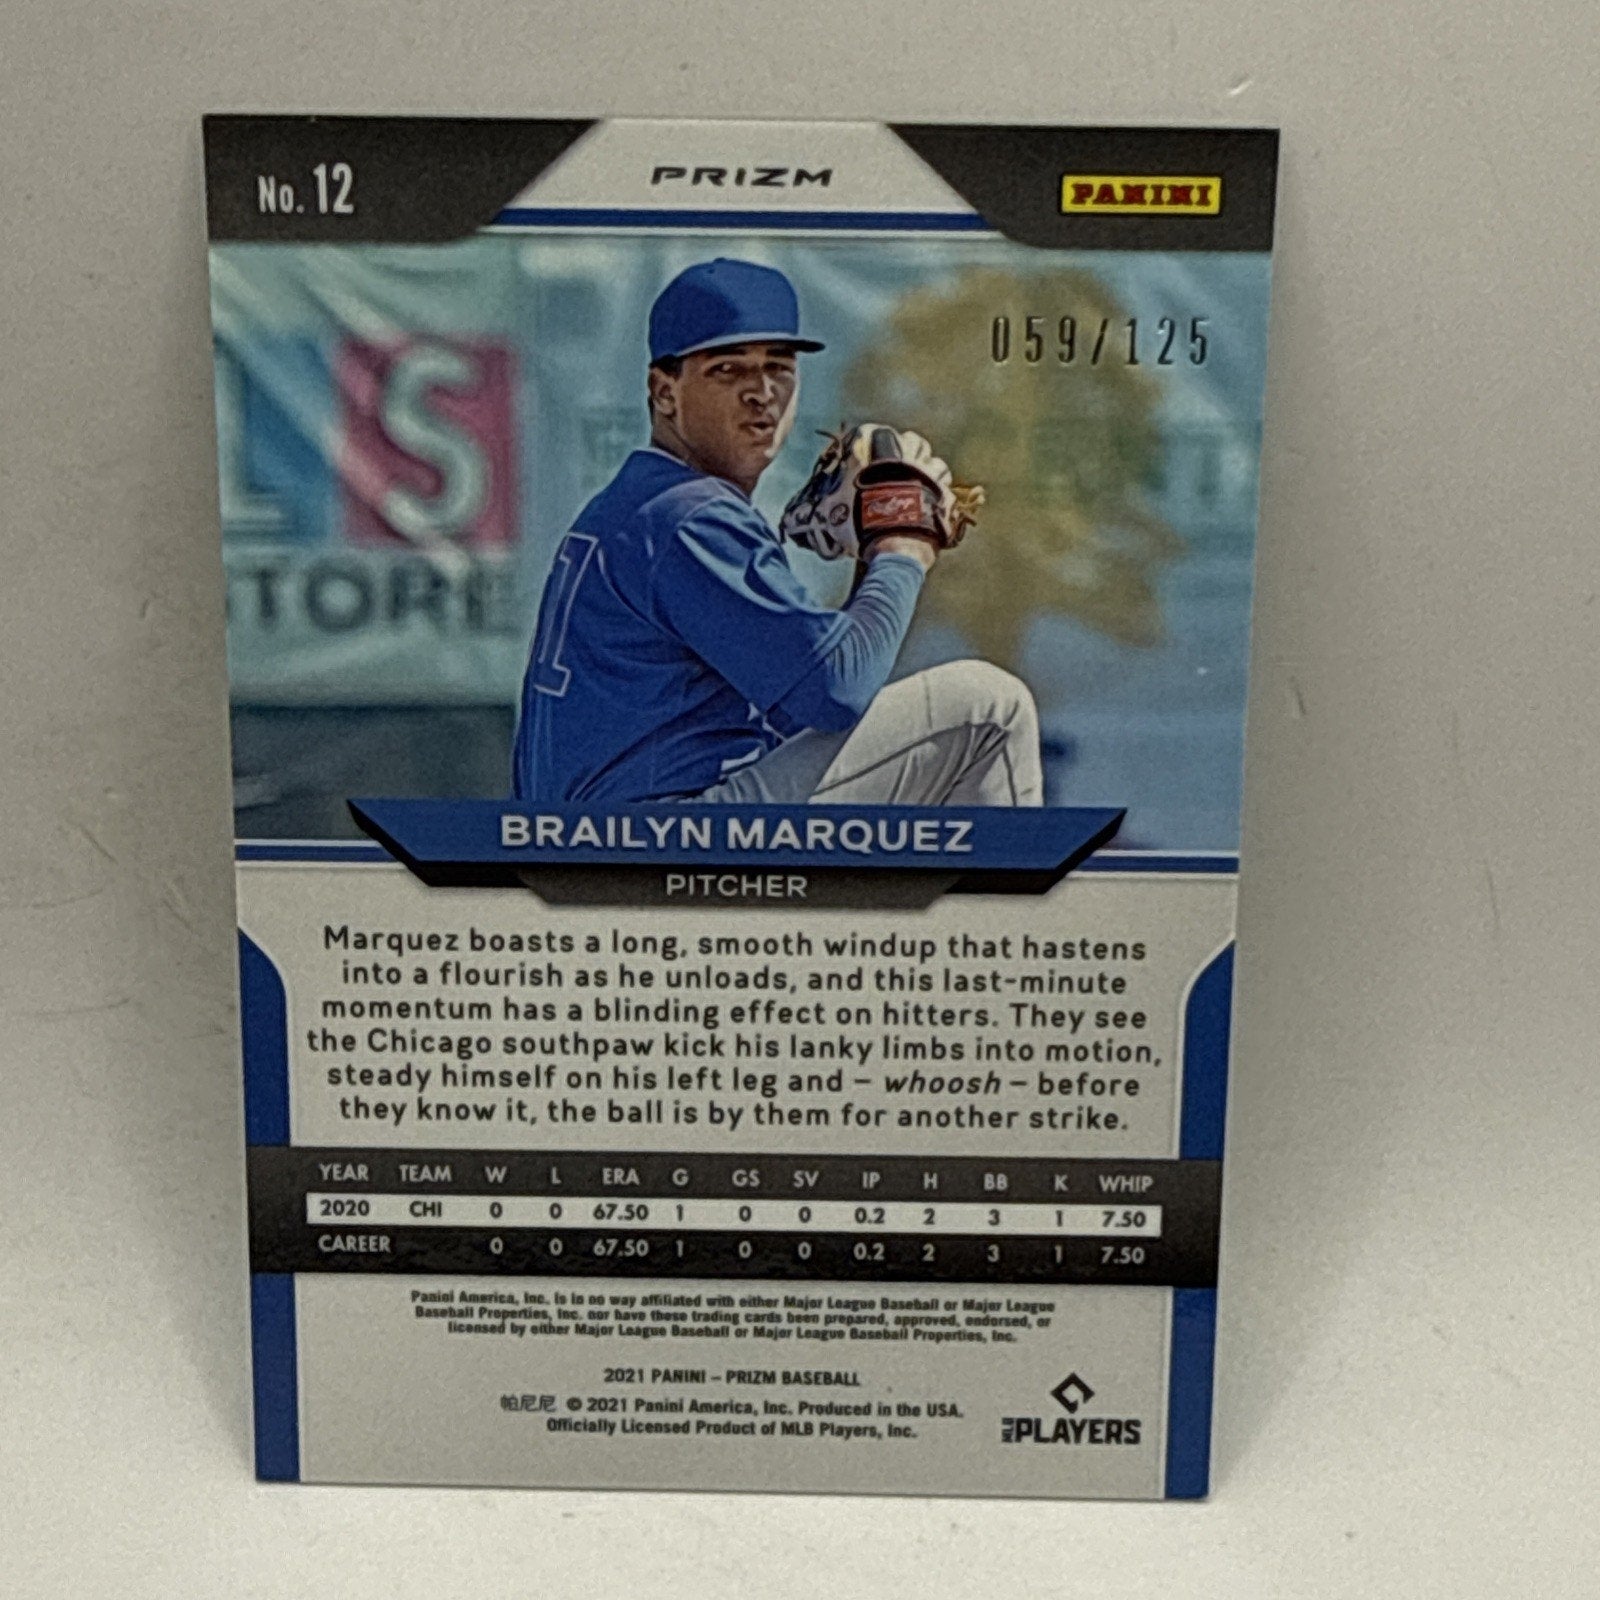 No. 12
PRIZM
PANINI
059/125
S
STORE
Rawlings
1
BRAILYN MARQUEZ
PITCHER
Marquez boasts a long, smooth windup that hastens
into a flourish as he unloads, and this last-minute
momentum has a blinding effect on hitters. They see
the Chicago southpaw kick his lanky limbs into motion,
steady himself on his left leg and – whoosh – before
they know it, the ball is by them for another strike.
YEAR TEAM W L ERA G GS SV IP H BB K WHIP
2020 CHI 0 0 67.50 1 0 0 0.2 2 3 1 7.50
CAREER 0 0 67.50 1 0 0 0.2 2 3 1 7.50
Panini America, Inc. is in no way affiliated with either Major League Baseball or Major League
Baseball Properties, Inc. nor have these trading cards been prepared, approved, endorsed, or
licensed by either Major League Baseball or Major League Baseball Properties, Inc.
2021 PANINI – PRIZM BASEBALL
帕尼尼 © 2021 Panini America, Inc. Produced in the USA.
Officially Licensed Product of MLB Players, Inc.
MLB PLAYERS